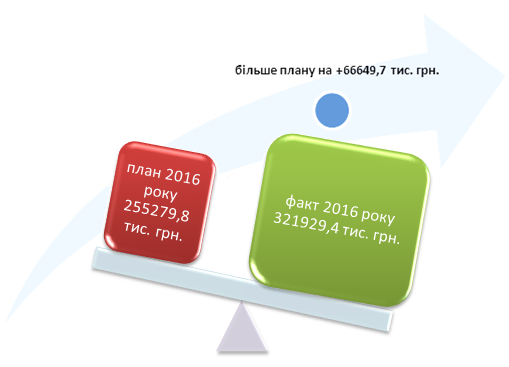 більше плану на +66649,7 тис. грн.
план 2016
року
255279,8
тис. грн.
факт 2016 року
321929,4 тис. грн.